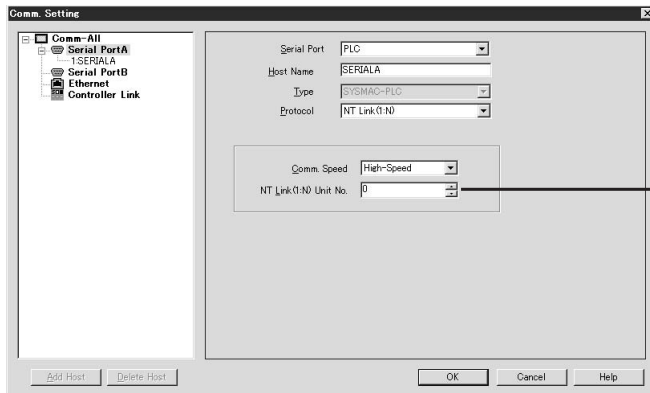 Comm. Setting
Comm-All
Serial PortA
1:SERIALA
Serial PortB
Ethernet
Controller Link
Serial Port PLC
Host Name SERIALA
Type SYSMAC-PLC
Protocol NT Link(1:N)
Comm. Speed High-Speed
NT Link(1:N) Unit No. 0
Add Host Delete Host OK Cancel Help